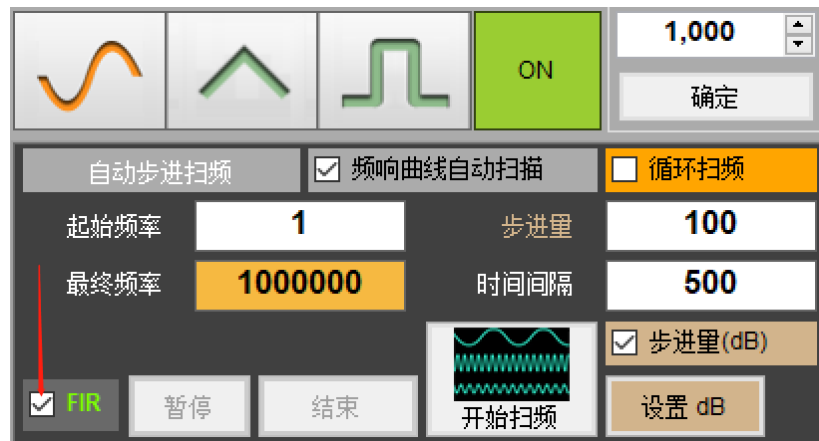 ON
1,000
确定
自动步进扫频
频响曲线自动扫描
循环扫频
起始频率
1
步进量
100
最终频率
1000000
时间间隔
500
步进量(dB)
FIR
暂停
结束
开始扫频
设置 dB